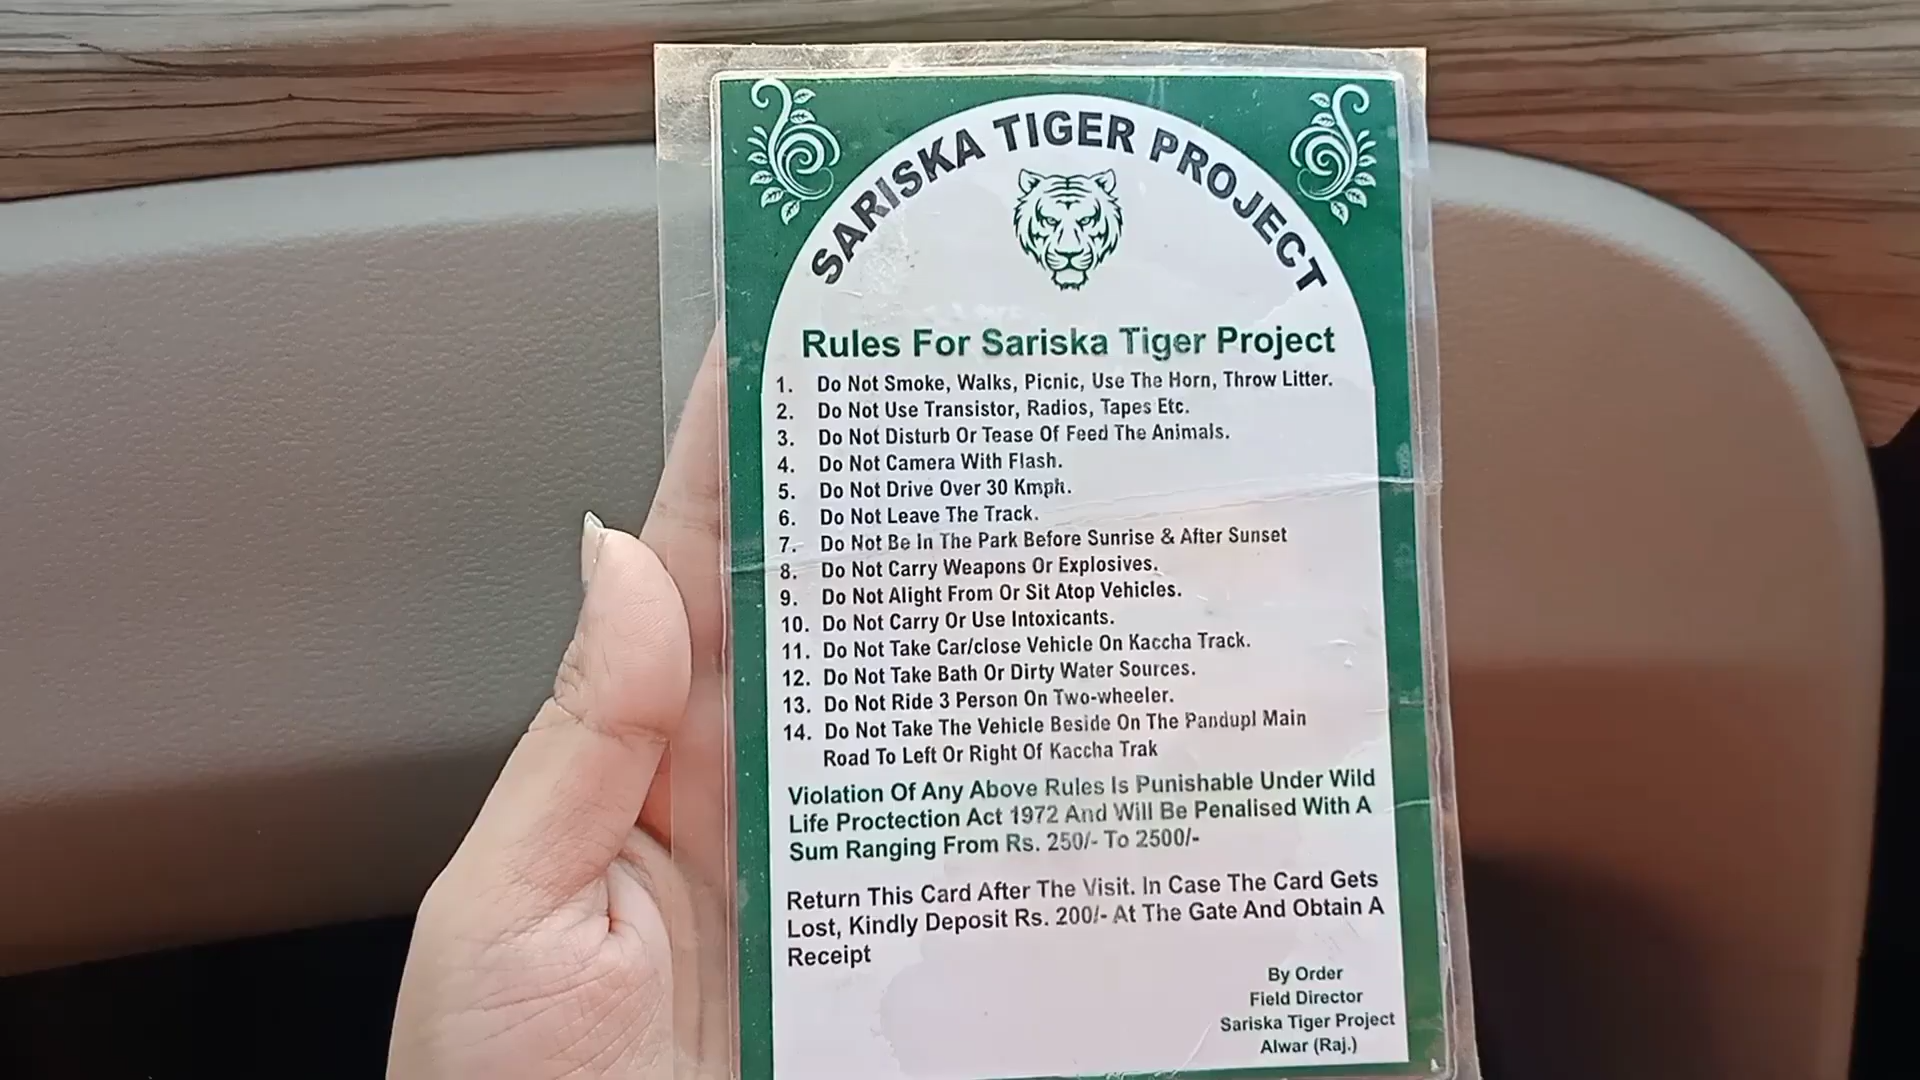 SARISKA TIGER PROJECT
Rules For Sariska Tiger Project
1. Do Not Smoke, Walks, Picnic, Use The Horn, Throw Litter.
2. Do Not Use Transistor, Radios, Tapes Etc.
3. Do Not Disturb Or Tease Of Feed The Animals.
4. Do Not Camera With Flash.
5. Do Not Drive Over 30 Kmph.
6. Do Not Leave The Track.
7. Do Not Be In The Park Before Sunrise & After Sunset
8. Do Not Carry Weapons Or Explosives.
9. Do Not Alight From Or Sit Atop Vehicles.
10. Do Not Carry Or Use Intoxicants.
11. Do Not Take Car/close Vehicle On Kaccha Track.
12. Do Not Take Bath Or Dirty Water Sources.
13. Do Not Ride 3 Person On Two-wheeler.
14. Do Not Take The Vehicle Beside On The Pandupl Main
Road To Left Or Right Of Kaccha Trak
Violation Of Any Above Rules Is Punishable Under Wild
Life Proctection Act 1972 And Will Be Penalised With A
Sum Ranging From Rs. 250/- To 2500/-
Return This Card After The Visit. In Case The Card Gets
Lost, Kindly Deposit Rs. 200/- At The Gate And Obtain A
Receipt
By Order
Field Director
Sariska Tiger Project
Alwar (Raj.)